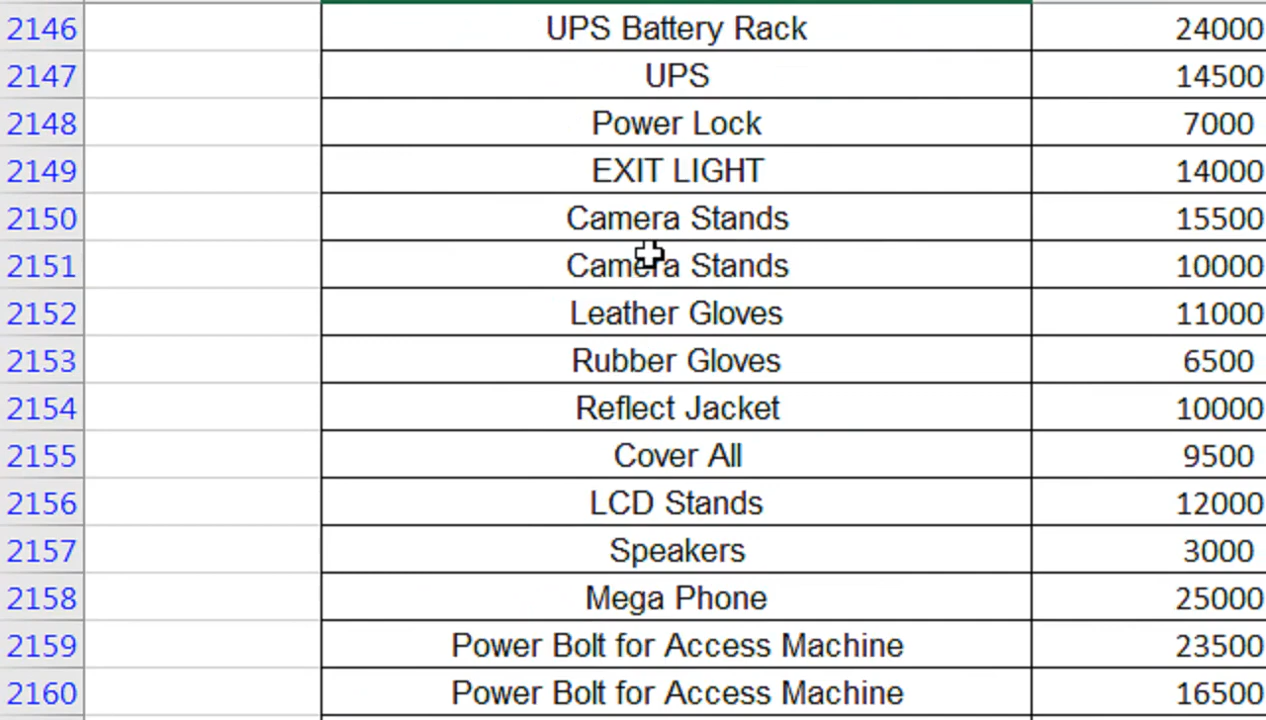 2146 UPS Battery Rack 24000
2147 UPS 14500
2148 Power Lock 7000
2149 EXIT LIGHT 14000
2150 Camera Stands 15500
2151 Camera Stands 10000
2152 Leather Gloves 11000
2153 Rubber Gloves 6500
2154 Reflect Jacket 10000
2155 Cover All 9500
2156 LCD Stands 12000
2157 Speakers 3000
2158 Mega Phone 25000
2159 Power Bolt for Access Machine 23500
2160 Power Bolt for Access Machine 16500